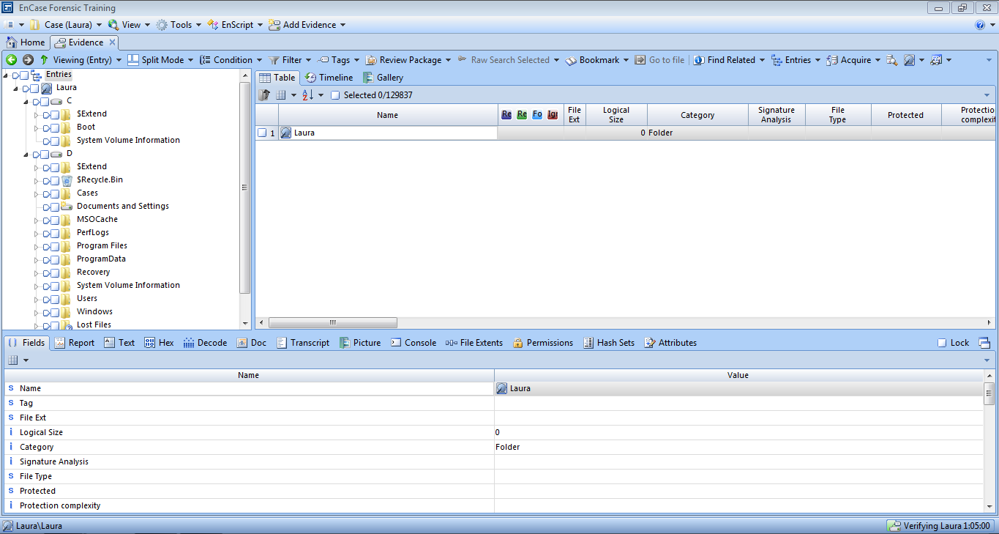 EnCase Forensic Training
Case (Laura) View Tools EnScript Add Evidence
Home Evidence
Viewing (Entry) Split Mode Condition Filter Tags Review Package Raw Search Selected Bookmark Go to file Find Related Entries Acquire
Entries
Laura
C
$Extend
Boot
System Volume Information
D
$Extend
$Recycle.Bin
Cases
Documents and Settings
MSOCache
PerfLogs
Program Files
ProgramData
Recovery
System Volume Information
Users
Windows
Lost Files
Table Timeline Gallery
Selected 0/129837
Name Re Re Fo Igr File Ext Logical Size Category Signature Analysis File Type Protected Protectio complexit
1 Laura 0 Folder
Fields Report Text Hex Decode Doc Transcript Picture Console File Extents Permissions Hash Sets Attributes Lock
Name Value
S Name Laura
S Tag
S File Ext
i Logical Size 0
i Category Folder
i Signature Analysis
S File Type
S Protected
i Protection complexity
Laura\Laura Verifying Laura 1:05:00